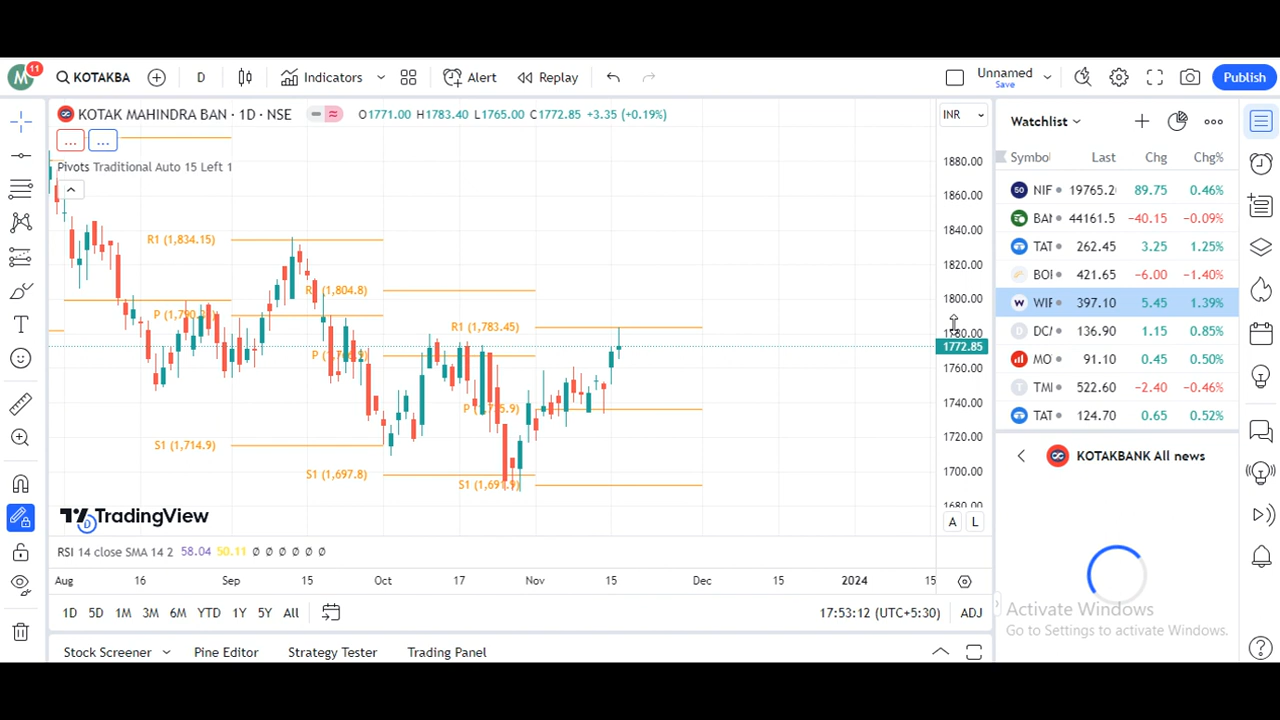 M 11 KOTAKBA D Indicators Alert Replay Unnamed Save Publish
KOTAK MAHINDRA BAN · 1D · NSE O1771.00 H1783.40 L1765.00 C1772.85 +3.35 (+0.19%) INR
... ...
Pivots Traditional Auto 15 Left 1
R1 (1,834.15)
R1 (1,804.8)
R1 (1,783.45)
S1 (1,714.9)
S1 (1,697.8)
1880.00
1860.00
1840.00
1820.00
1800.00
1780.00
1772.85
1760.00
1740.00
1720.00
1700.00
1680.00
A L
TradingView
RSI 14 close SMA 14 2 58.04 50.11 ∅ ∅ ∅ ∅ ∅ ∅
Aug 16 Sep 15 Oct 17 Nov 15 Dec 15 2024 15
1D 5D 1M 3M 6M YTD 1Y 5Y All 17:53:12 (UTC+5:30) ADJ
Stock Screener Pine Editor Strategy Tester Trading Panel
Watchlist
Symbol Last Chg Chg%
50 NIF 19765.2 89.75 0.46%
BAN 44161.5 −40.15 −0.09%
TAT 262.45 3.25 1.25%
421.65 −6.00 −1.40%
W WIF 397.10 5.45 1.39%
D DCM 136.90 1.15 0.85%
MO 91.10 0.45 0.50%
T TMI 522.60 −2.40 −0.46%
TAT 124.70 0.65 0.52%
KOTAKBANK All news
Activate Windows
Go to Settings to activate Windows.